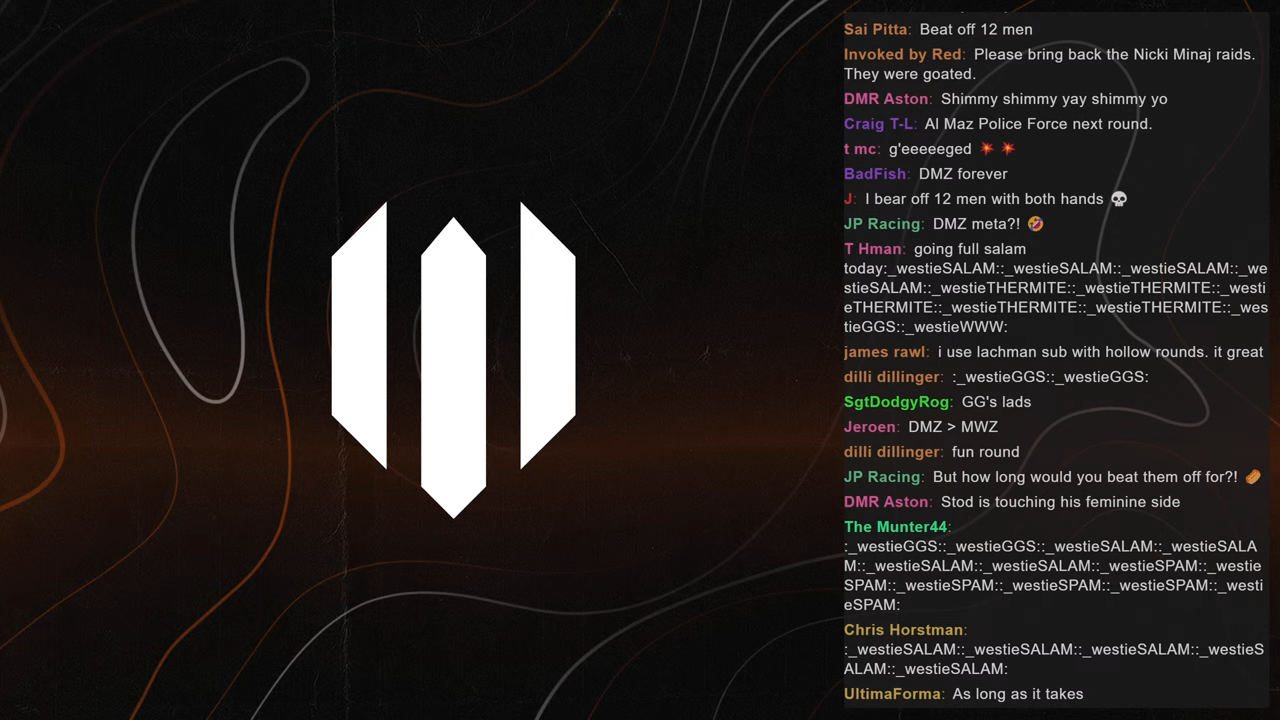 Sai Pitta: Beat off 12 men
Invoked by Red: Please bring back the Nicki Minaj raids.
They were goated.
DMR Aston: Shimmy shimmy yay shimmy yo
Craig T-L: Al Maz Police Force next round.
t mc: g'eeeeeged 💥 💥
BadFish: DMZ forever
J: I bear off 12 men with both hands 💀
JP Racing: DMZ meta?! 🤣
T Hman: going full salam
today:_westieSALAM::_westieSALAM::_westieSALAM::_we
stieSALAM::_westieTHERMITE::_westieTHERMITE::_westi
eTHERMITE::_westieTHERMITE::_westieTHERMITE::_wes
tieGGS::_westieWWW:
james rawl: i use lachman sub with hollow rounds. it great
dilli dillinger: :_westieGGS::_westieGGS:
SgtDodgyRog: GG's lads
Jeroen: DMZ > MWZ
dilli dillinger: fun round
JP Racing: But how long would you beat them off for?! 🥔
DMR Aston: Stod is touching his feminine side
The Munter44:
:_westieGGS::_westieGGS::_westieSALAM::_westieSALA
M::_westieSALAM::_westieSALAM::_westieSPAM::_westie
SPAM::_westieSPAM::_westieSPAM::_westieSPAM::_westi
eSPAM:
Chris Horstman:
:_westieSALAM::_westieSALAM::_westieSALAM::_westieS
ALAM::_westieSALAM:
UltimaForma: As long as it takes